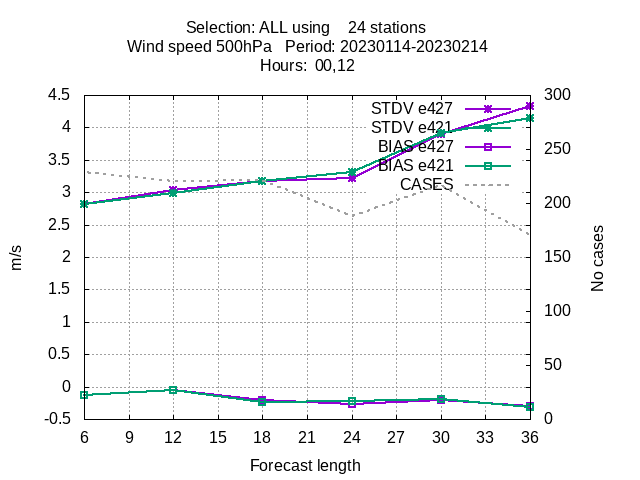 Selection: ALL using    24 stations
Wind speed 500hPa   Period: 20230114-20230214
Hours:  00,12
4.5
4
3.5
3
2.5
2
1.5
1
0.5
0
-0.5
m/s
STDV e427
STDV e421
BIAS e427
BIAS e421
CASES
300
250
200
150
100
50
0
No cases
6 9 12 15 18 21 24 27 30 33 36
Forecast length